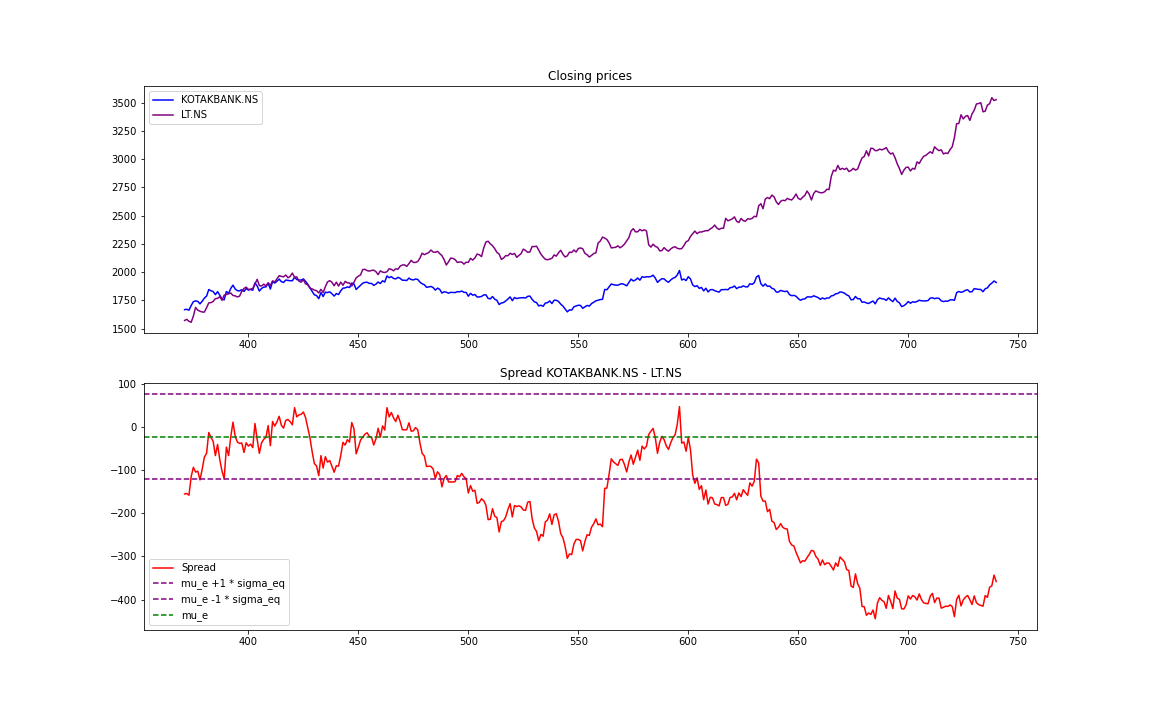 Closing prices
KOTAKBANK.NS
LT.NS
3500
3250
3000
2750
2500
2250
2000
1750
1500
400 450 500 550 600 650 700 750
Spread KOTAKBANK.NS - LT.NS
100
0
−100
−200
−300
−400
Spread
mu_e +1 * sigma_eq
mu_e -1 * sigma_eq
mu_e
400 450 500 550 600 650 700 750